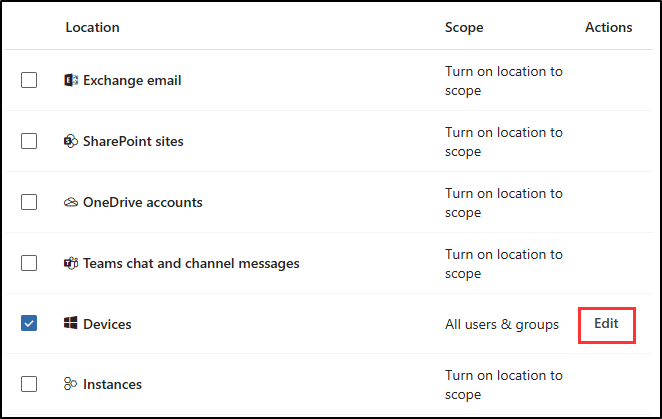 Location Scope Actions
Exchange email Turn on location to
scope
SharePoint sites Turn on location to
scope
OneDrive accounts Turn on location to
scope
Teams chat and channel messages Turn on location to
scope
Devices All users & groups Edit
Instances Turn on location to
scope